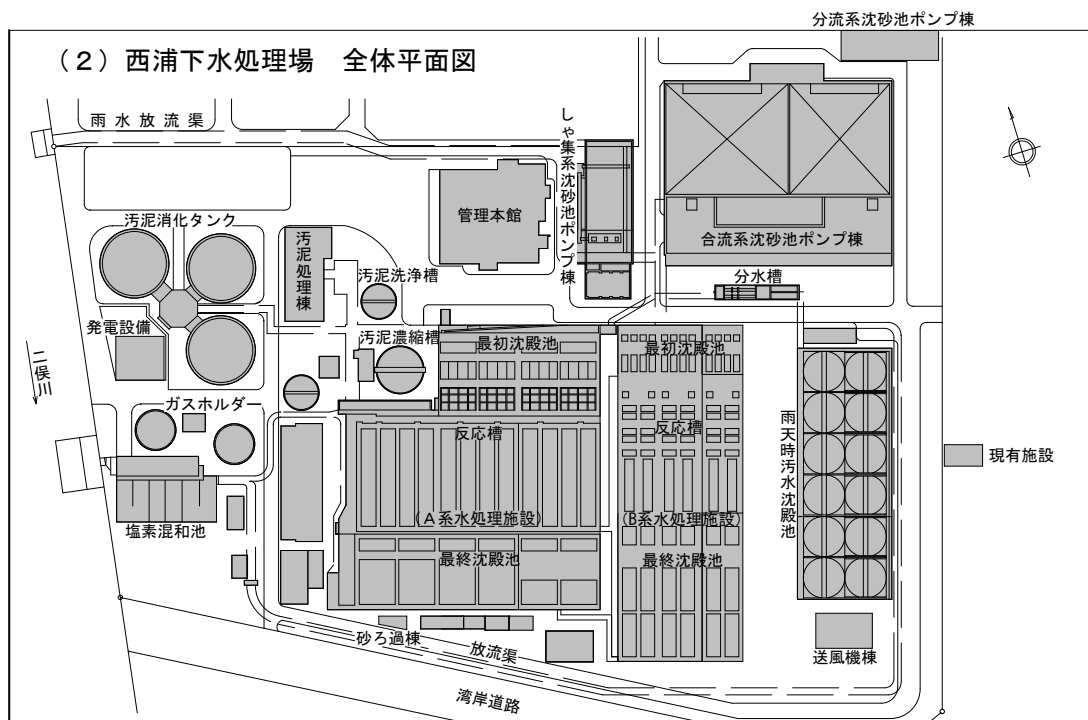 分流系沈砂池ポンプ棟
（２）西浦下水処理場　全体平面図
雨水放流渠
しゃ集系沈砂池ポンプ棟
管理本館
合流系沈砂池ポンプ棟
汚泥消化タンク
汚泥処理棟
汚泥洗浄槽
分水槽
発電設備
汚泥濃縮槽
最初沈殿池
最初沈殿池
二俣川
ガスホルダー
反応槽
反応槽
雨天時汚水沈殿池
現有施設
塩素混和池
（Ａ系水処理施設）
（Ｂ系水処理施設）
最終沈殿池
最終沈殿池
砂ろ過棟
放流渠
送風機棟
湾岸道路